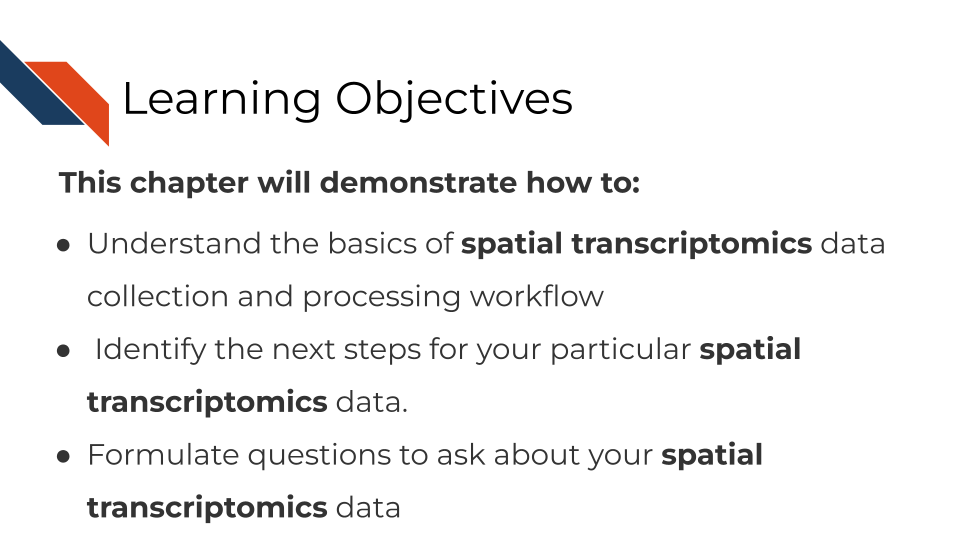 Learning Objectives
This chapter will demonstrate how to:
● Understand the basics of spatial transcriptomics data
collection and processing workflow
● Identify the next steps for your particular spatial
transcriptomics data.
● Formulate questions to ask about your spatial
transcriptomics data